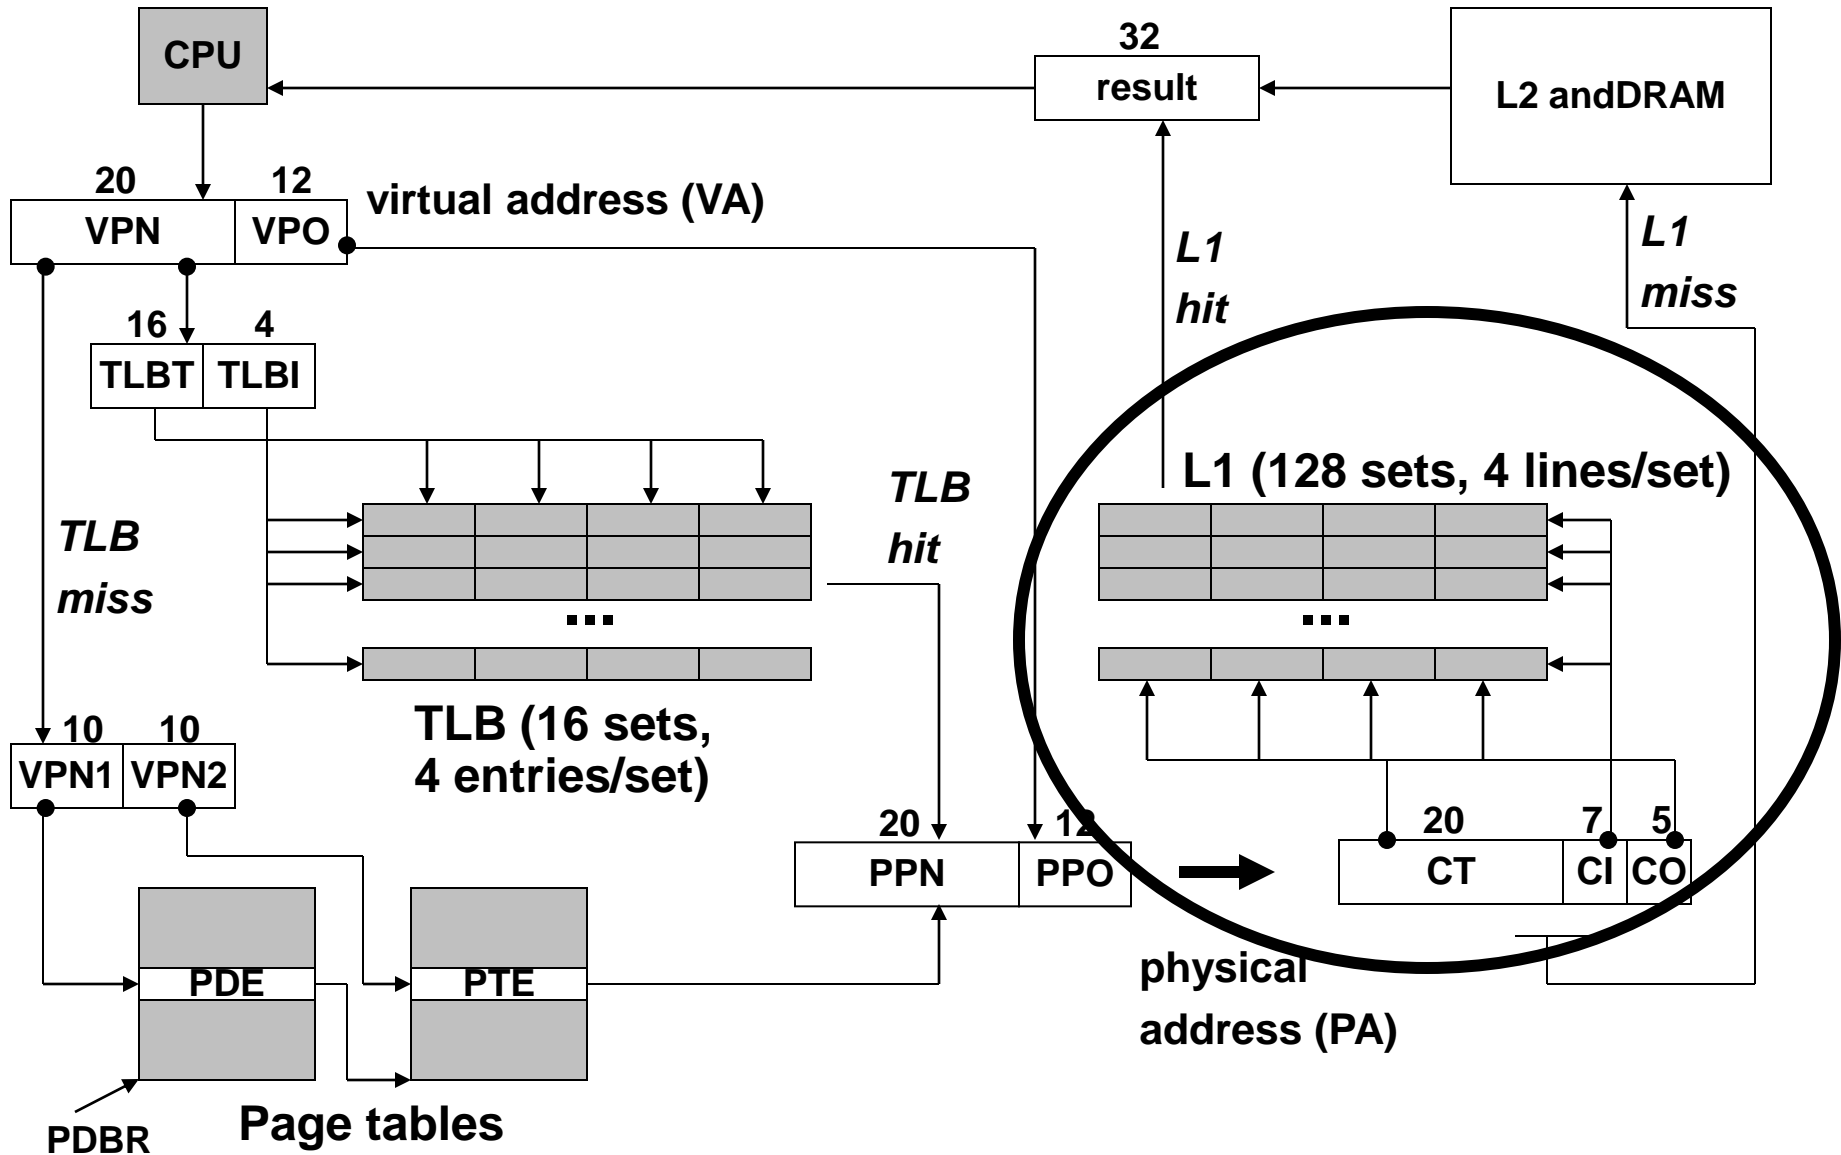 CPU
32
result
L2 andDRAM
20 12
VPN VPO
virtual address (VA)
L1
hit
L1
miss
16 4
TLBT TLBI
TLB
hit
L1 (128 sets, 4 lines/set)
TLB
miss
...
...
TLB (16 sets,
4 entries/set)
10 10
VPN1 VPN2
20 12
PPN PPO
20 7 5
CT CI CO
PDE
PTE
physical
address (PA)
Page tables
PDBR